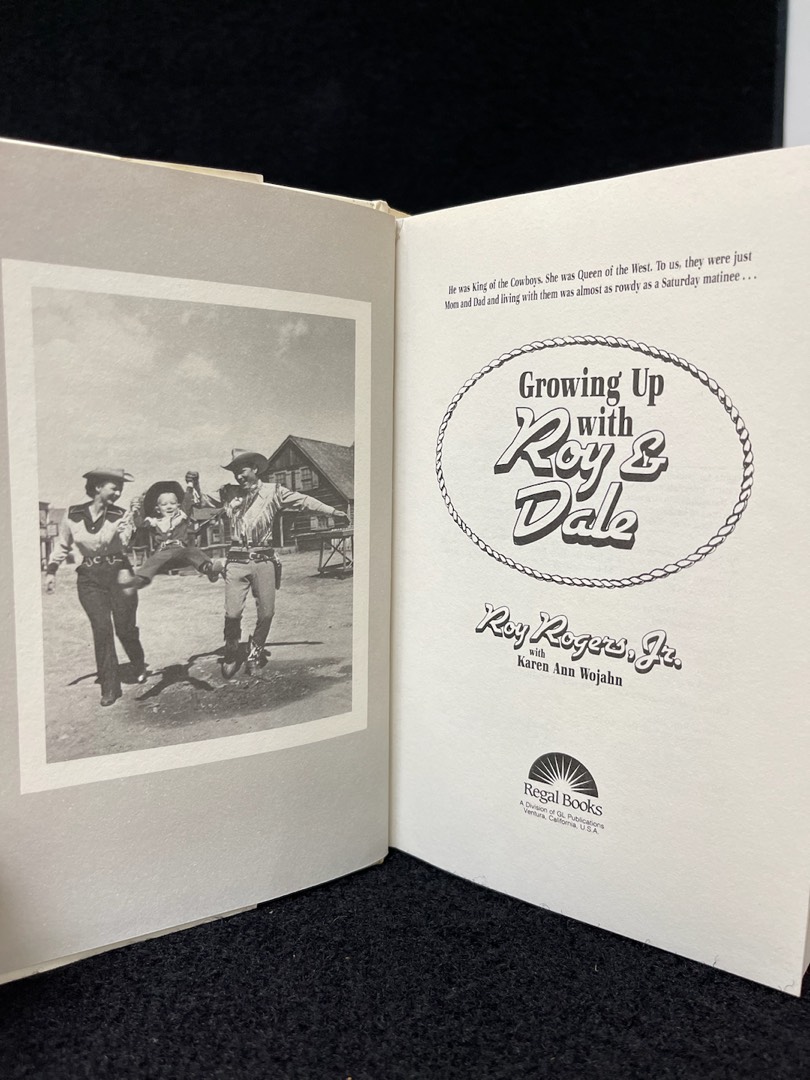 He was King of the Cowboys. She was Queen of the West. To us, they were just
Mom and Dad and living with them was almost as rowdy as a Saturday matinee . . .
Growing Up
with
Roy &
Dale
Roy Rogers, Jr.
with
Karen Ann Wojahn
Regal Books
A Division of GL Publications
Ventura, California, U.S.A.